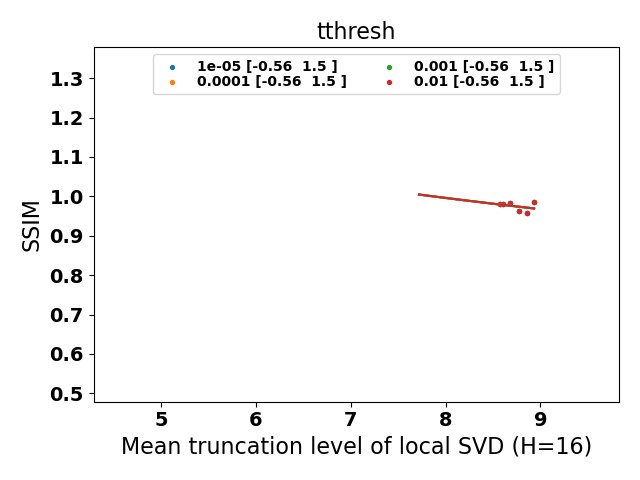 tthresh
1e-05 [-0.56  1.5 ]
0.0001 [-0.56  1.5 ]
0.001 [-0.56  1.5 ]
0.01 [-0.56  1.5 ]
SSIM
1.3
1.2
1.1
1.0
0.9
0.8
0.7
0.6
0.5
5 6 7 8 9
Mean truncation level of local SVD (H=16)